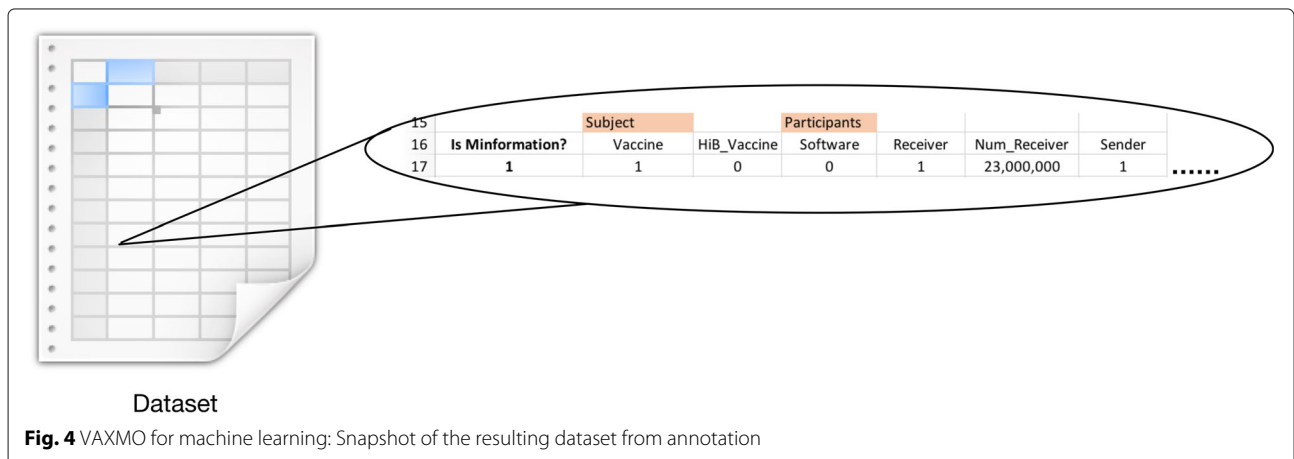 15 Subject Participants
16 Is Minformation? Vaccine HiB_Vaccine Software Receiver Num_Receiver Sender
17 1 1 0 0 1 23,000,000 1 ......
Dataset
Fig. 4 VAXMO for machine learning: Snapshot of the resulting dataset from annotation